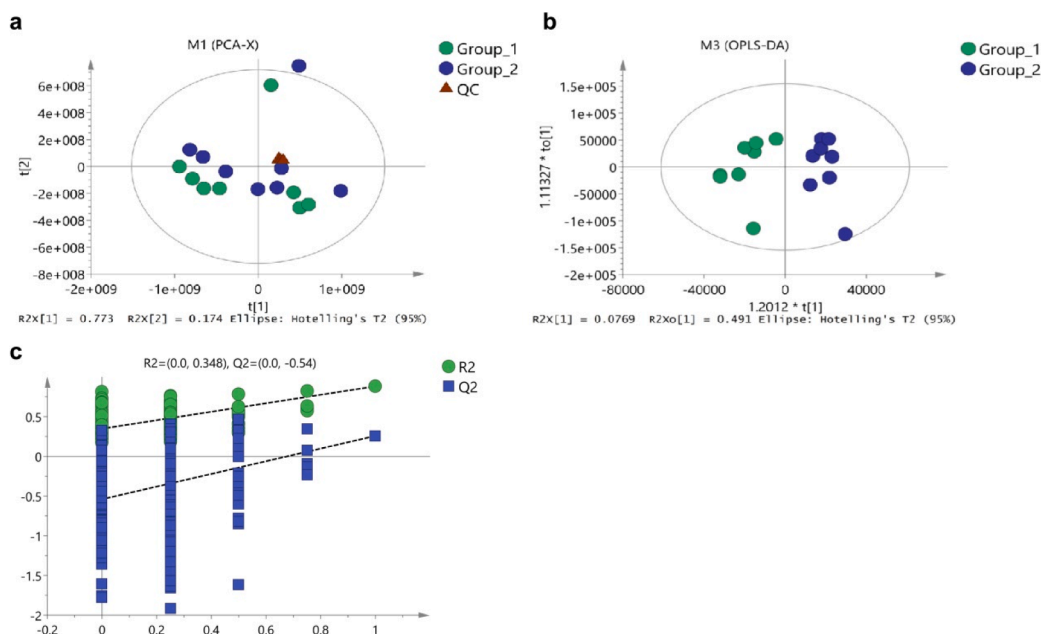 a
M1 (PCA-X)
Group_1
Group_2
QC
6e+008
4e+008
2e+008
0
-2e+008
-4e+008
-6e+008
-8e+008
t[2]
-2e+009
-1e+009
0
1e+009
t[1]
R2X[1] = 0.773 R2X[2] = 0.174 Ellipse: Hotelling's T2 (95%)
b
M3 (OPLS-DA)
Group_1
Group_2
1.5e+005
1e+005
50000
0
-50000
-1e+005
-1.5e+005
-2e+005
1.11327 * to[1]
-80000
-40000
0
40000
1.2012 * t[1]
R2X[1] = 0.0769 R2Xo[1] = 0.491 Ellipse: Hotelling's T2 (95%)
c
R2=(0.0, 0.348), Q2=(0.0, -0.54)
R2
Q2
0.5
0
-0.5
-1
-1.5
-2
0
0.2
0.4
0.6
0.8
1